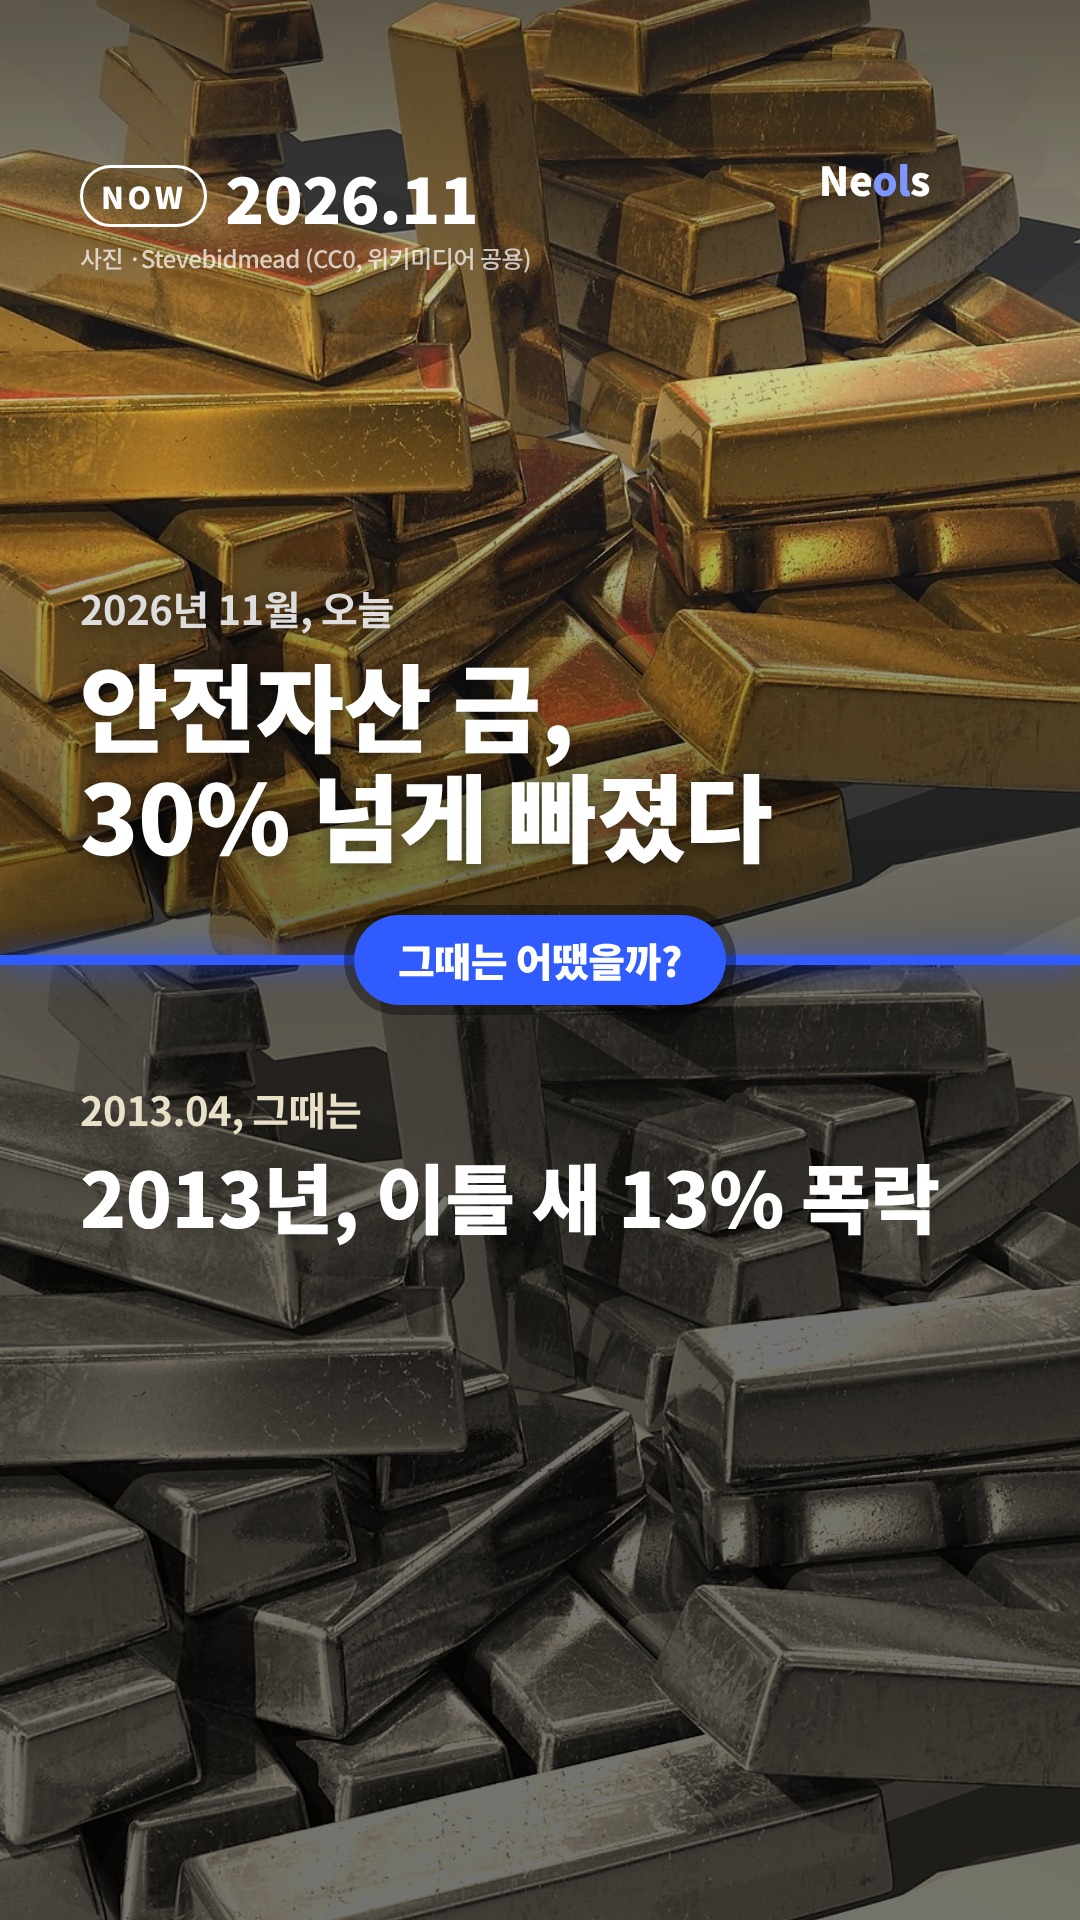 NOW 2026.11
Neols
사진 · Stevebidmead (CC0, 위키미디어 공용)
2026년 11월, 오늘
안전자산 금,
30% 넘게 빠졌다
그때는 어땠을까?
2013.04, 그때는
2013년, 이틀 새 13% 폭락